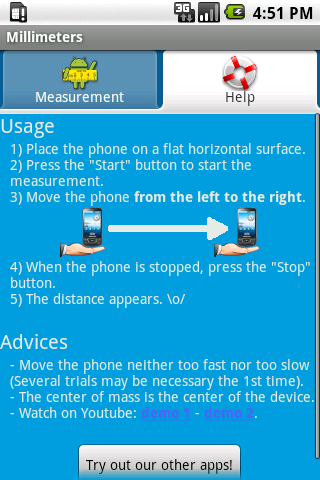 3G 4:51 PM
Millimeters
Measurement Help
Usage
1) Place the phone on a flat horizontal surface.
2) Press the "Start" button to start the
measurement.
3) Move the phone from the left to the right.
4) When the phone is stopped, press the "Stop"
button.
5) The distance appears. \o/
Advices
- Move the phone neither too fast nor too slow
(Several trials may be necessary the 1st time).
- The center of mass is the center of the device.
- Watch on Youtube: demo 1 - demo 2.
Try out our other apps!